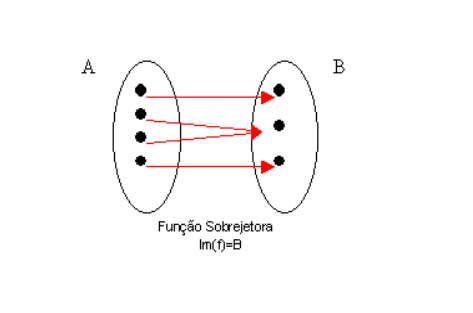 A
B
Função Sobrejetora
Im(f)=B